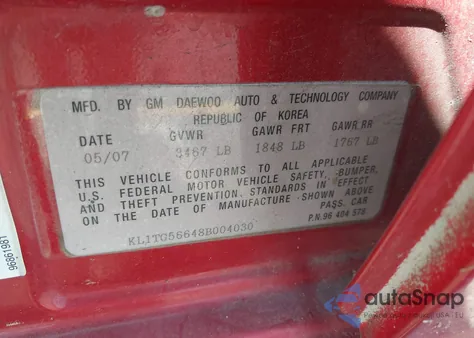 MFD. BY GM DAEWOO AUTO & TECHNOLOGY COMPANY
REPUBLIC OF KOREA
DATE GVWR GAWR FRT GAWR RR
05/07 3467 LB 1848 LB 1767 LB
THIS VEHICLE CONFORMS TO ALL APPLICABLE
U.S. FEDERAL MOTOR VEHICLE SAFETY, BUMPER,
AND THEFT PREVENTION STANDARDS IN EFFECT
ON THE DATE OF MANUFACTURE SHOWN ABOVE
PASS. CAR
KL1TG56648B004030 P.N. 96 404 576
96861981
autoSnap